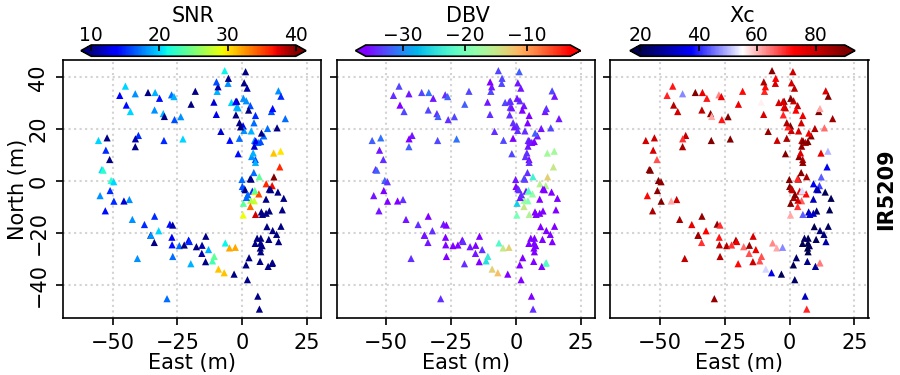 SNR DBV Xc
10 20 30 40 −30 −20 −10 20 40 60 80
40
20
0
−20
−40
North (m)
−50 −25 0 25 −50 −25 0 25 −50 −25 0 25
East (m) East (m) East (m)
IR5209